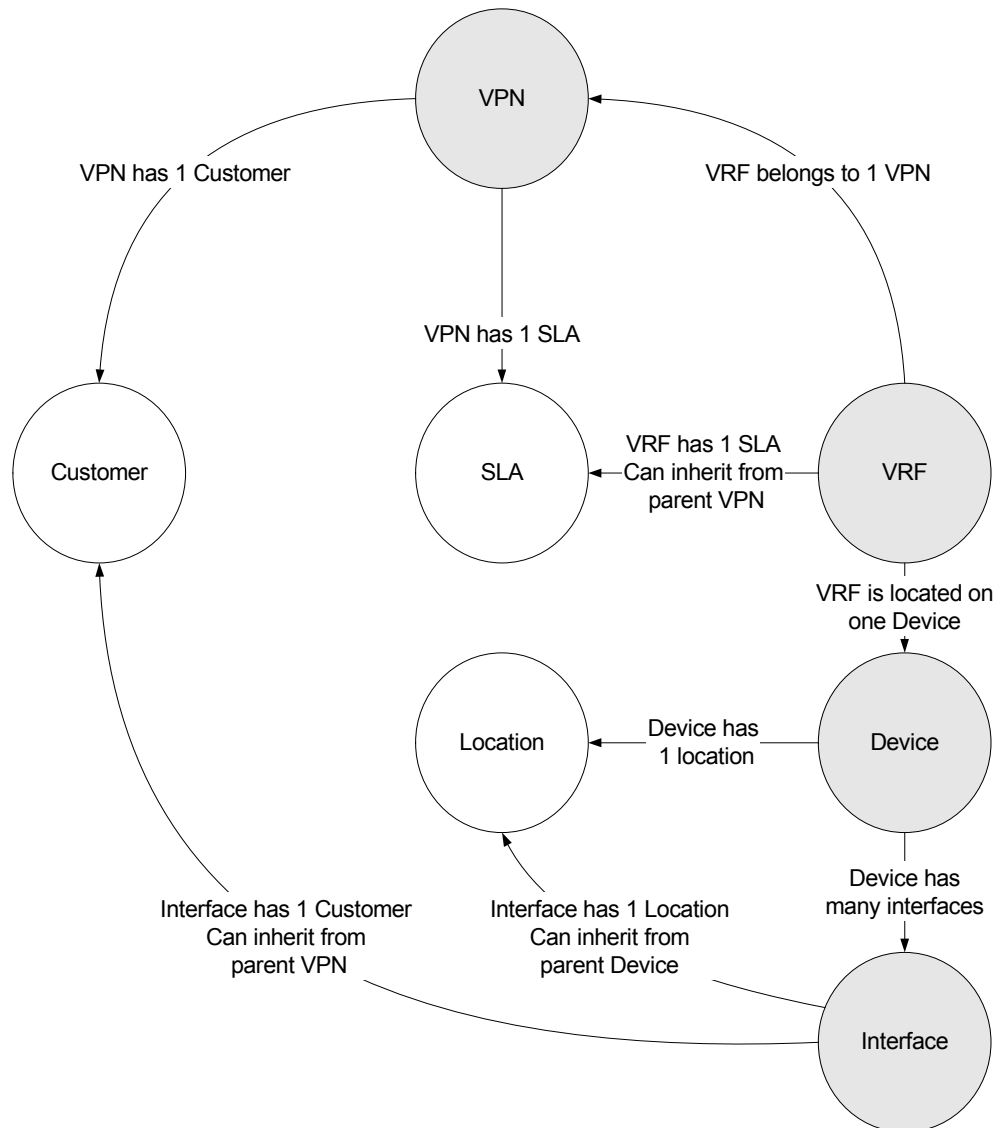 VPN
VPN has 1 Customer
VRF belongs to 1 VPN
VPN has 1 SLA
Customer
SLA
VRF has 1 SLA
Can inherit from
parent VPN
VRF
VRF is located on
one Device
Location
Device has
1 location
Device
Device has
many interfaces
Interface has 1 Customer
Can inherit from
parent VPN
Interface has 1 Location
Can inherit from
parent Device
Interface